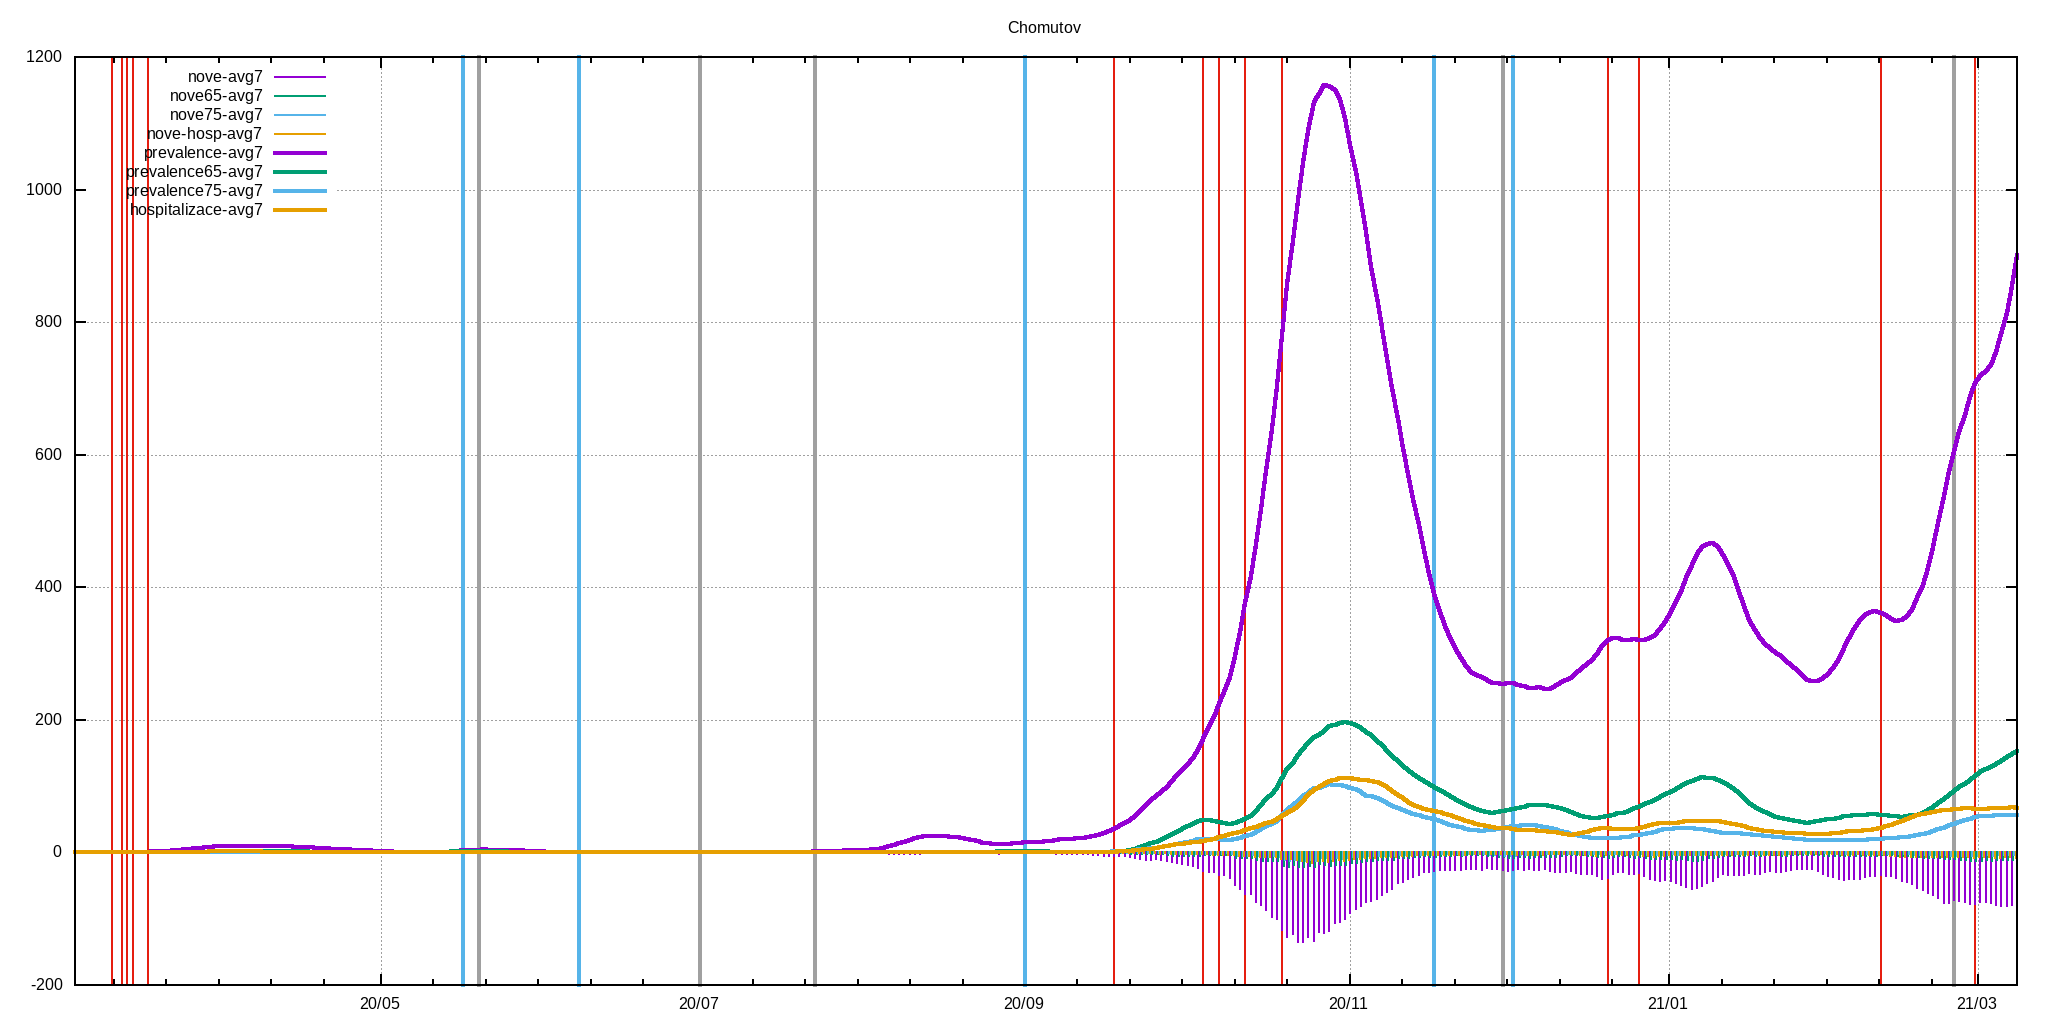 Chomutov
1200
1000
800
600
400
200
0
-200
nove-avg7
nove65-avg7
nove75-avg7
nove-hosp-avg7
prevalence-avg7
prevalence65-avg7
prevalence75-avg7
hospitalizace-avg7
20/05
20/07
20/09
20/11
21/01
21/03